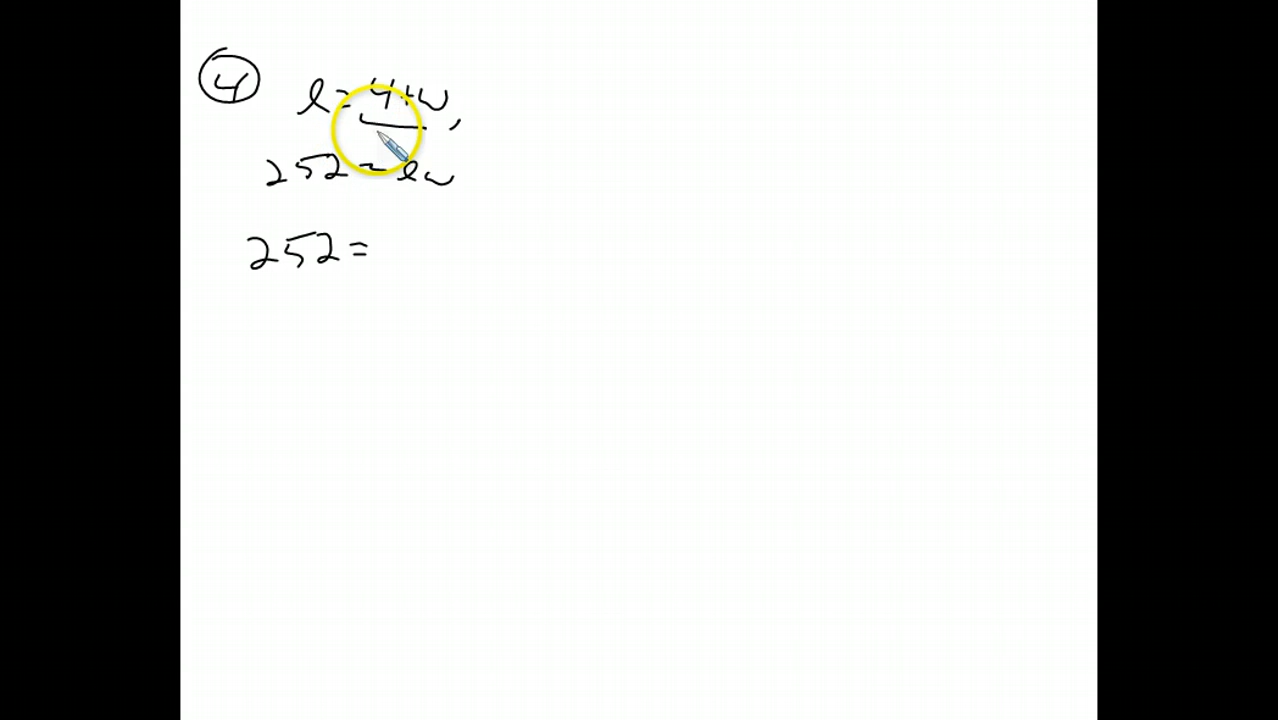 ④ l = 4+w,
252 = lw
252 =